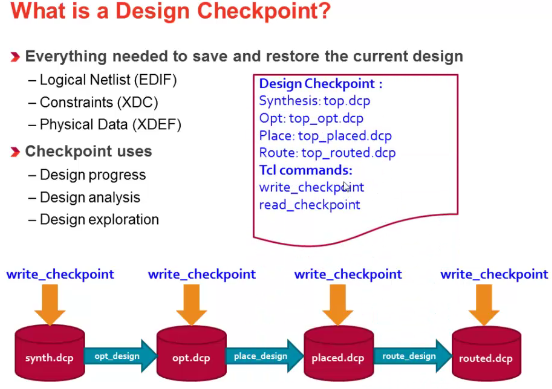 What is a Design Checkpoint?
Everything needed to save and restore the current design
– Logical Netlist (EDIF)
– Constraints (XDC)
– Physical Data (XDEF)
Checkpoint uses
– Design progress
– Design analysis
– Design exploration
Design Checkpoint :
Synthesis: top.dcp
Opt: top_opt.dcp
Place: top_placed.dcp
Route: top_routed.dcp
Tcl commands:
write_checkpoint
read_checkpoint
write_checkpoint
write_checkpoint
write_checkpoint
write_checkpoint
synth.dcp
opt_design
opt.dcp
place_design
placed.dcp
route_design
routed.dcp